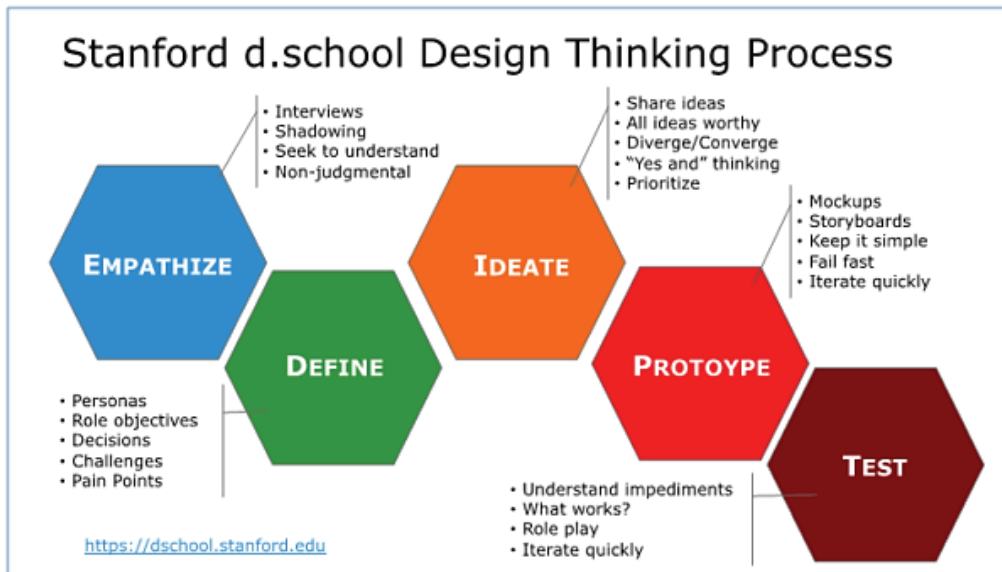 Stanford d.school Design Thinking Process
• Interviews
• Shadowing
• Seek to understand
• Non-judgmental
EMPATHIZE
• Personas
• Role objectives
• Decisions
• Challenges
• Pain Points
DEFINE
• Share ideas
• All ideas worthy
• Diverge/Converge
• “Yes and” thinking
• Prioritize
IDEATE
• Mockups
• Storyboards
• Keep it simple
• Fail fast
• Iterate quickly
PROTOYPE
• Understand impediments
• What works?
• Role play
• Iterate quickly
TEST
https://dschool.stanford.edu